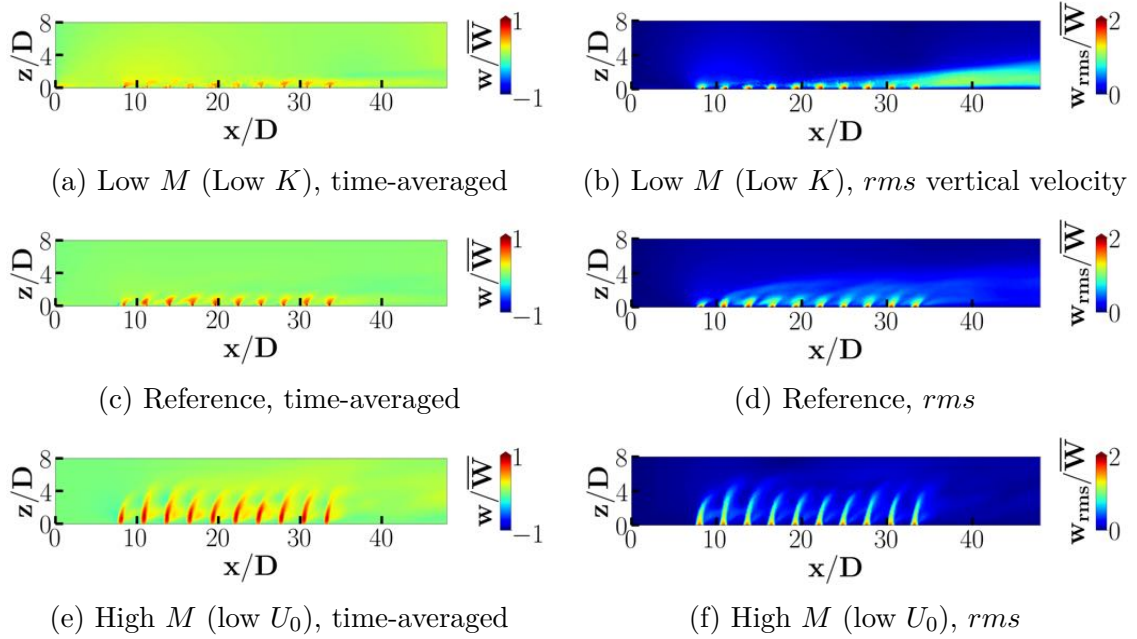 8
4
0
z/D
0 10 20 30 40
x/D
w/W̅
1
−1
(a) Low M (Low K), time-averaged
8
4
0
z/D
0 10 20 30 40
x/D
w_rms/W̅
2
0
(b) Low M (Low K), rms vertical velocity
8
4
0
z/D
0 10 20 30 40
x/D
w/W̅
1
−1
(c) Reference, time-averaged
8
4
0
z/D
0 10 20 30 40
x/D
w_rms/W̅
2
0
(d) Reference, rms
8
4
0
z/D
0 10 20 30 40
x/D
w/W̅
1
−1
(e) High M (low U₀), time-averaged
8
4
0
z/D
0 10 20 30 40
x/D
w_rms/W̅
2
0
(f) High M (low U₀), rms